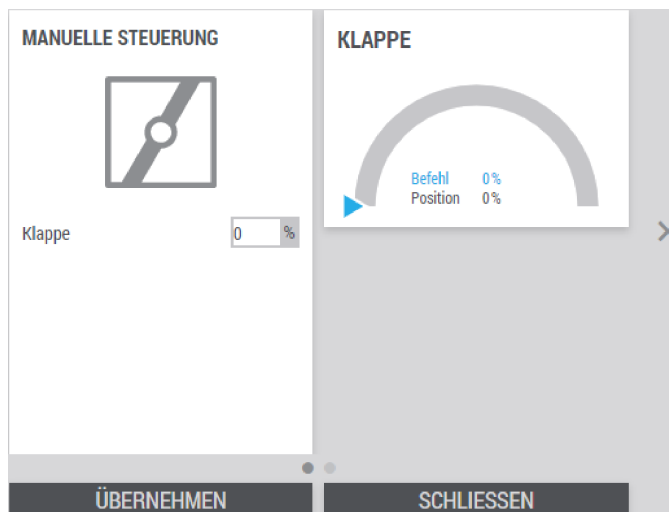 MANUELLE STEUERUNG
Klappe 0 %
KLAPPE
Befehl 0 %
Position 0 %
ÜBERNEHMEN
SCHLIESSEN